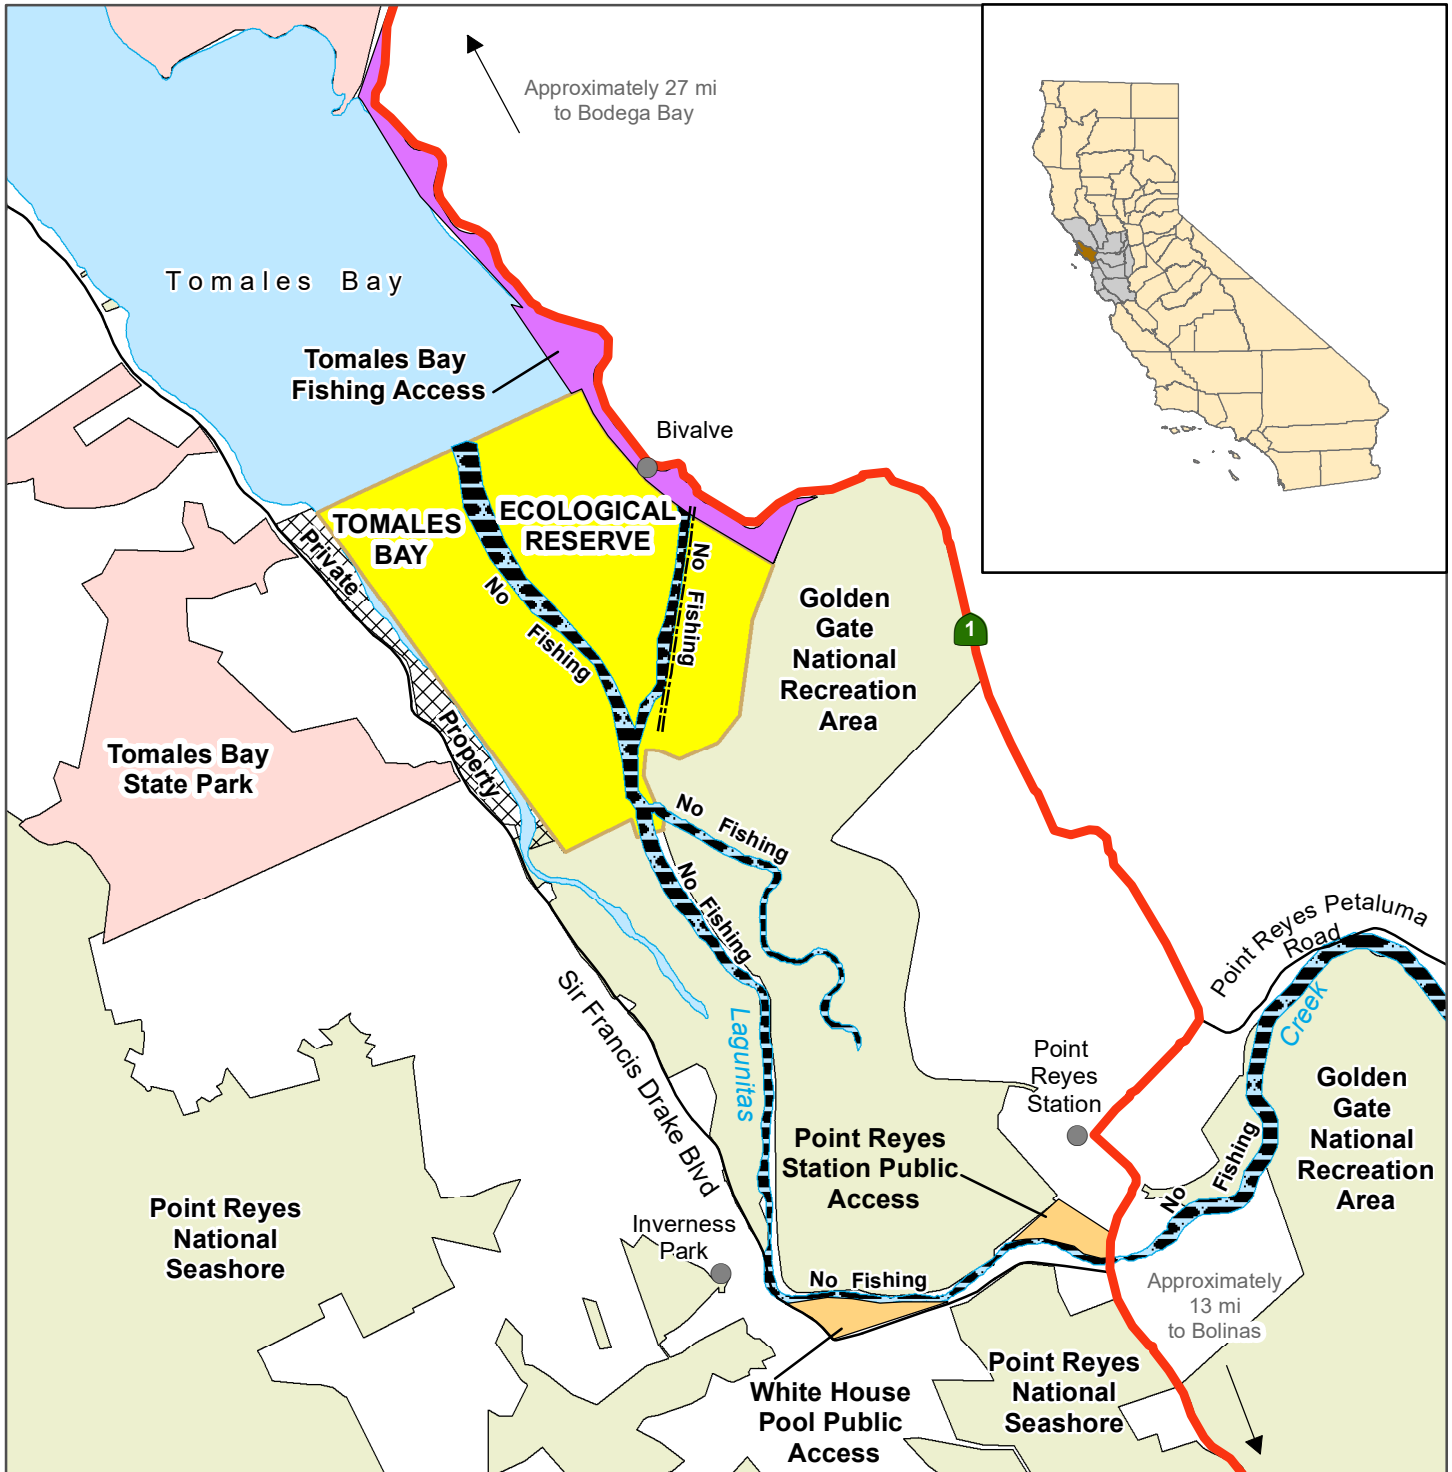 Approximately 27 mi
to Bodega Bay
Tomales Bay
Tomales Bay
Fishing Access
Bivalve
TOMALES
BAY
ECOLOGICAL
RESERVE
Private
Property
No Fishing
No Fishing
Golden
Gate
National
Recreation
Area
1
Tomales Bay
State Park
No Fishing
No Fishing
Point Reyes Petaluma
Road
Creek
Sir Francis Drake Blvd
Lagunitas
Point
Reyes
Station
Golden
Gate
National
Recreation
Area
Point Reyes
Station Public
Access
No Fishing
Point Reyes
National
Seashore
Inverness
Park
No Fishing
Approximately
13 mi
to Bolinas
Point Reyes
National
Seashore
White House
Pool Public
Access